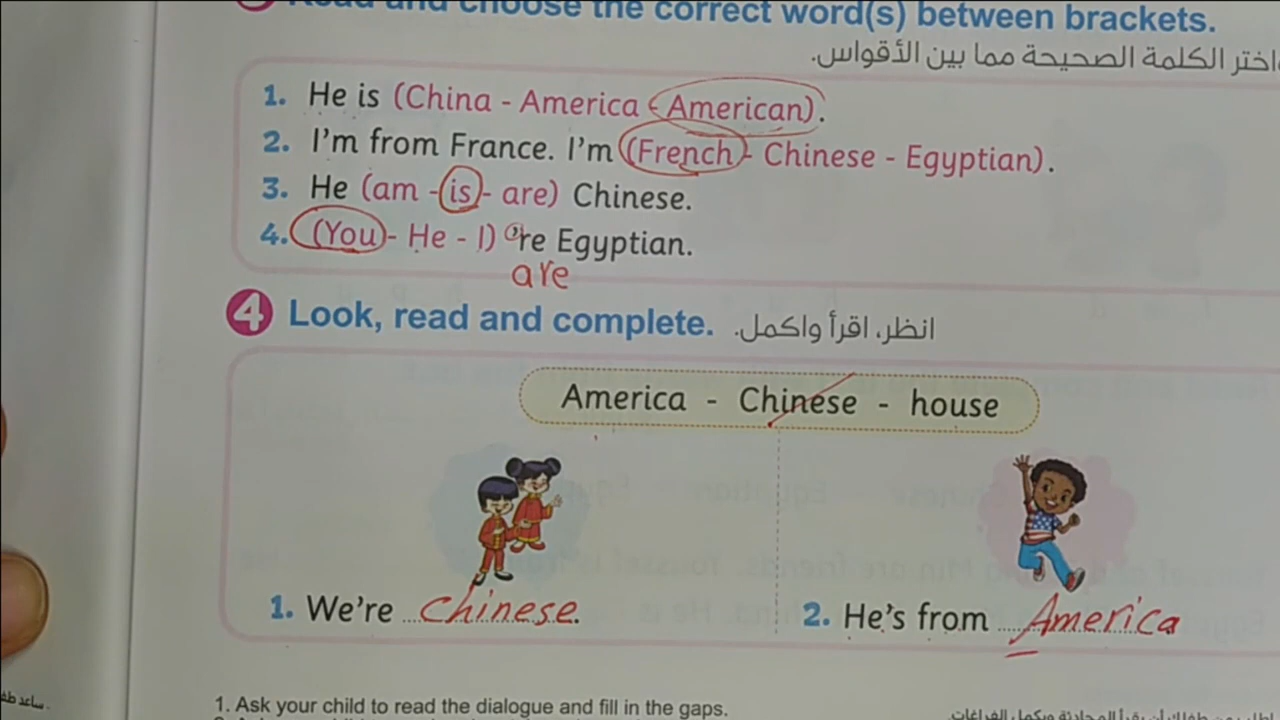 Read and choose the correct word(s) between brackets.
اختر الكلمة الصحيحة مما بين الأقواس.
1. He is (China - America - American).
2. I'm from France. I'm (French - Chinese - Egyptian).
3. He (am - is - are) Chinese.
4. (You - He - I) 're Egyptian.
are
4 Look, read and complete. انظر، اقرأ واكمل.
America - Chinese - house
1. We're chinese.
2. He's from America
1. Ask your child to read the dialogue and fill in the gaps.